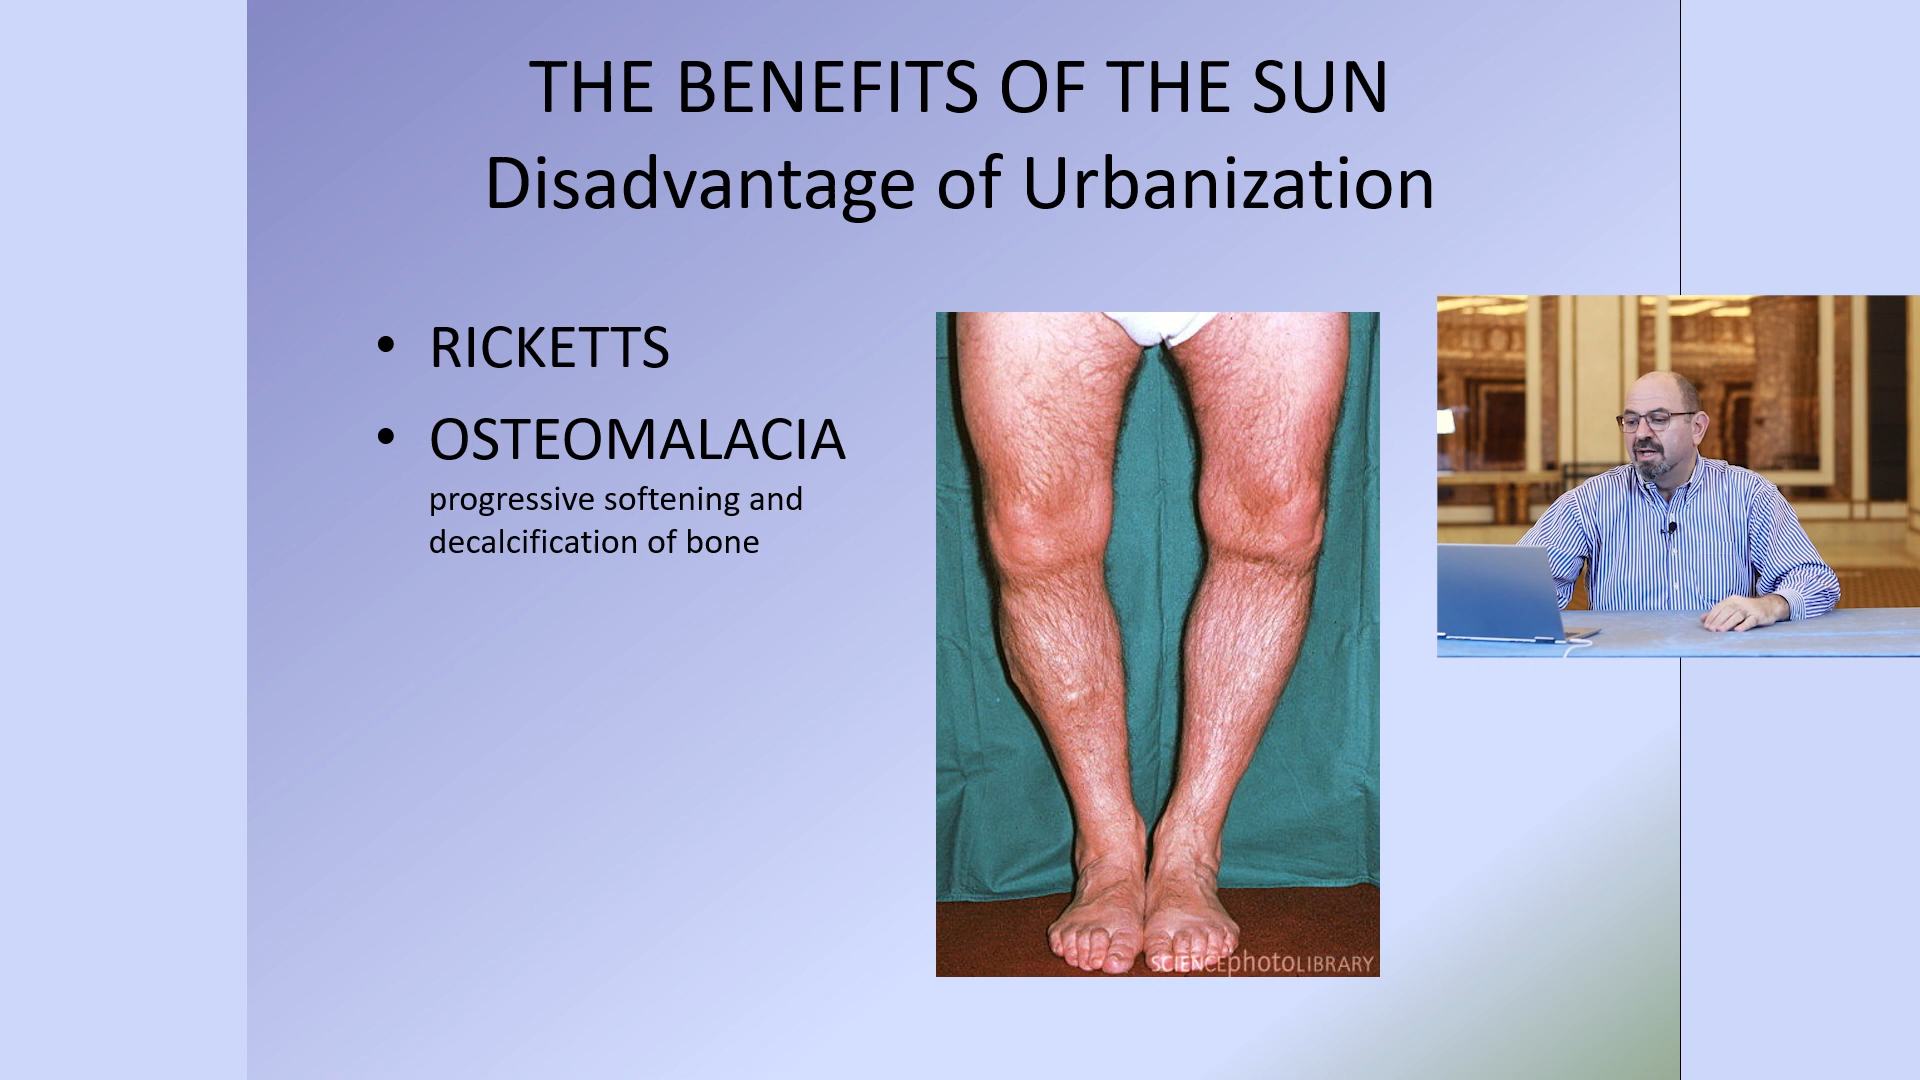 THE BENEFITS OF THE SUN
Disadvantage of Urbanization
• RICKETTS
• OSTEOMALACIA
progressive softening and
decalcification of bone
SCIENCEphotoLIBRARY